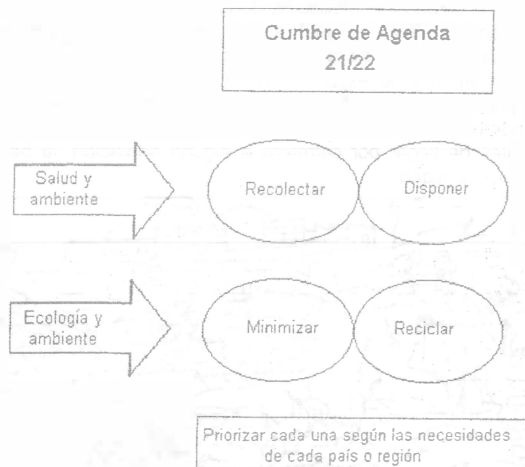 Cumbre de Agenda
21/22
Salud y
ambiente
Recolectar
Disponer
Ecología y
ambiente
Minimizar
Reciclar
Priorizar cada una según las necesidades
de cada país o región